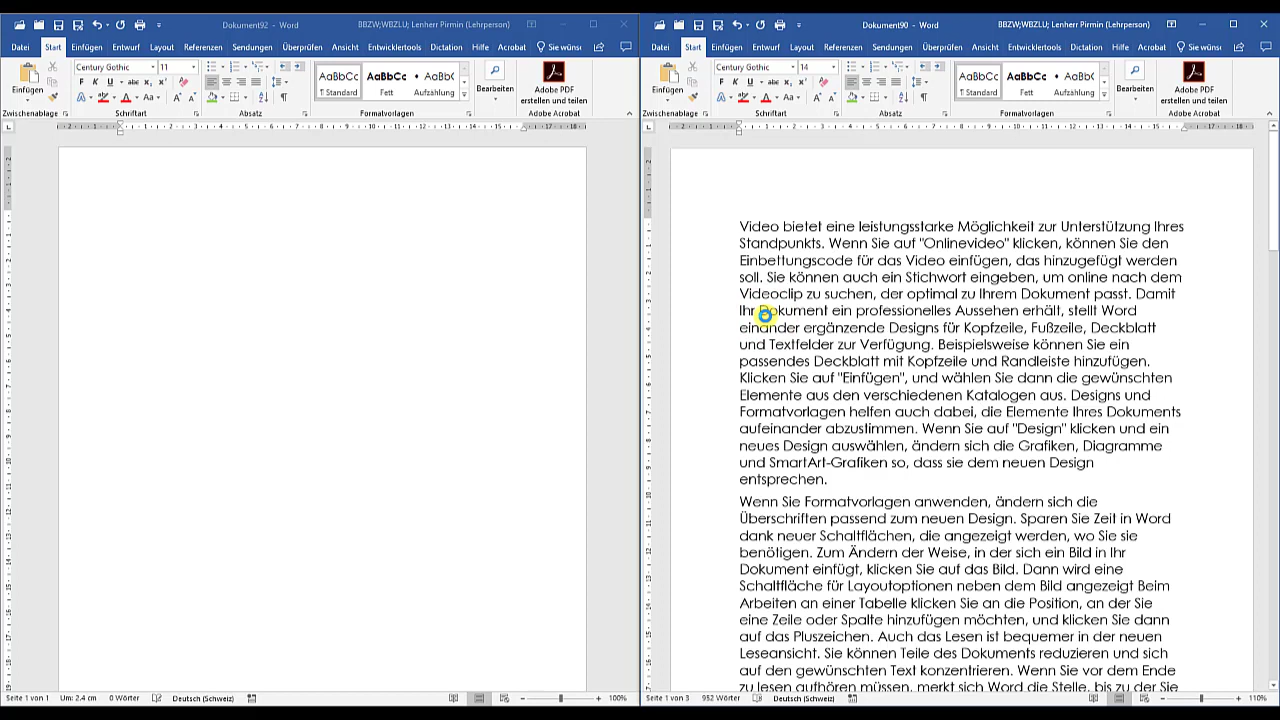 Dokument92 - Word
BBZW;WBZLU; Lenherr Pirmin (Lehrperson)
Datei Start Einfügen Entwurf Layout Referenzen Sendungen Überprüfen Ansicht Entwicklertools Dictation Hilfe Acrobat Sie wüns
Century Gothic 11
Einfügen
F K U abc x₂ x²
AaBbCc AaBbCc AaBbC
¶ Standard Fett Aufzählung
Bearbeiten
Adobe PDF
erstellen und teilen
Zwischenablage Schriftart Absatz Formatvorlagen Adobe Acrobat
Seite 1 von 1 Um: 2.4 cm 0 Wörter Deutsch (Schweiz) 100%
Dokument90 - Word
BBZW;WBZLU; Lenherr Pirmin (Lehrperson)
Datei Start Einfügen Entwurf Layout Referenzen Sendungen Überprüfen Ansicht Entwicklertools Dictation Hilfe Acrobat Sie wüns
Century Gothic 14
Einfügen
F K U abc x₂ x²
AaBbCc AaBbCc AaBbC
¶ Standard Fett Aufzählung
Bearbeiten
Adobe PDF
erstellen und teilen
Zwischenablage Schriftart Absatz Formatvorlagen Adobe Acrobat
Video bietet eine leistungsstarke Möglichkeit zur Unterstützung Ihres
Standpunkts. Wenn Sie auf "Onlinevideo" klicken, können Sie den
Einbettungscode für das Video einfügen, das hinzugefügt werden
soll. Sie können auch ein Stichwort eingeben, um online nach dem
Videoclip zu suchen, der optimal zu Ihrem Dokument passt. Damit
Ihr Dokument ein professionelles Aussehen erhält, stellt Word
einander ergänzende Designs für Kopfzeile, Fußzeile, Deckblatt
und Textfelder zur Verfügung. Beispielsweise können Sie ein
passendes Deckblatt mit Kopfzeile und Randleiste hinzufügen.
Klicken Sie auf "Einfügen", und wählen Sie dann die gewünschten
Elemente aus den verschiedenen Katalogen aus. Designs und
Formatvorlagen helfen auch dabei, die Elemente Ihres Dokuments
aufeinander abzustimmen. Wenn Sie auf "Design" klicken und ein
neues Design auswählen, ändern sich die Grafiken, Diagramme
und SmartArt-Grafiken so, dass sie dem neuen Design
entsprechen.
Wenn Sie Formatvorlagen anwenden, ändern sich die
Überschriften passend zum neuen Design. Sparen Sie Zeit in Word
dank neuer Schaltflächen, die angezeigt werden, wo Sie sie
benötigen. Zum Ändern der Weise, in der sich ein Bild in Ihr
Dokument einfügt, klicken Sie auf das Bild. Dann wird eine
Schaltfläche für Layoutoptionen neben dem Bild angezeigt Beim
Arbeiten an einer Tabelle klicken Sie an die Position, an der Sie
eine Zeile oder Spalte hinzufügen möchten, und klicken Sie dann
auf das Pluszeichen. Auch das Lesen ist bequemer in der neuen
Leseansicht. Sie können Teile des Dokuments reduzieren und sich
auf den gewünschten Text konzentrieren. Wenn Sie vor dem Ende
zu lesen aufhören müssen, merkt sich Word die Stelle, bis zu der Sie
Seite 1 von 3 952 Wörter Deutsch (Schweiz) 110%